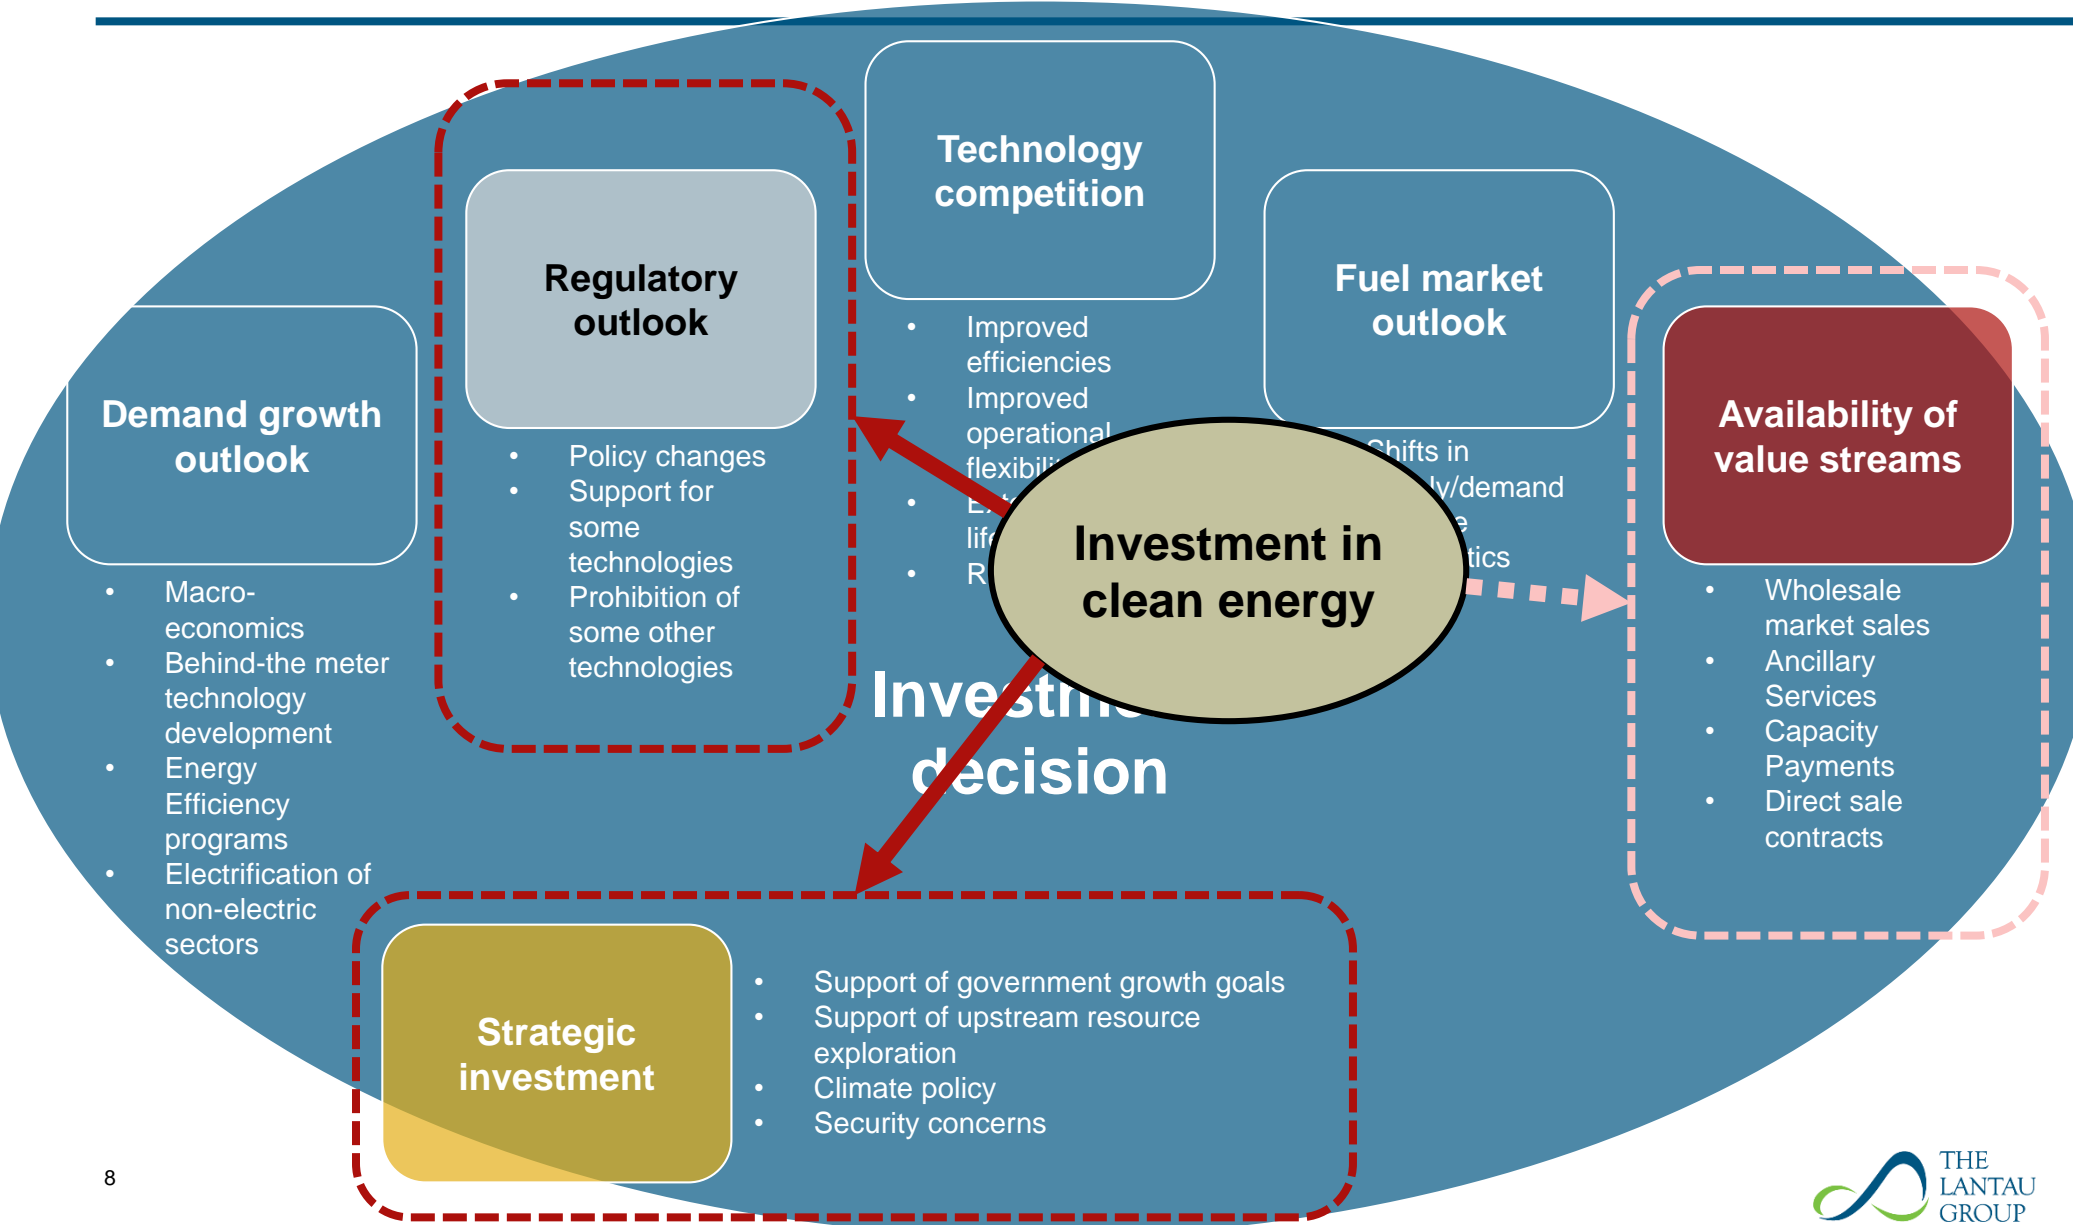 Technology
competition
Improved
efficiencies
Improved
operational
Regulatory
outlook
Policy changes
Support for
some
technologies
Prohibition of
some other
technologies
Fuel market
outlook
Shifts in
Demand growth
outlook
Macro-
economics
Behind-the meter
technology
development
Energy
Efficiency
programs
Electrification of
non-electric
sectors
Availability of
value streams
Wholesale
market sales
Ancillary
Services
Capacity
Payments
Direct sale
contracts
Investment in
clean energy
decision
Strategic
investment
Support of government growth goals
Support of upstream resource
exploration
Climate policy
Security concerns
8
THE
LANTAU
GROUP